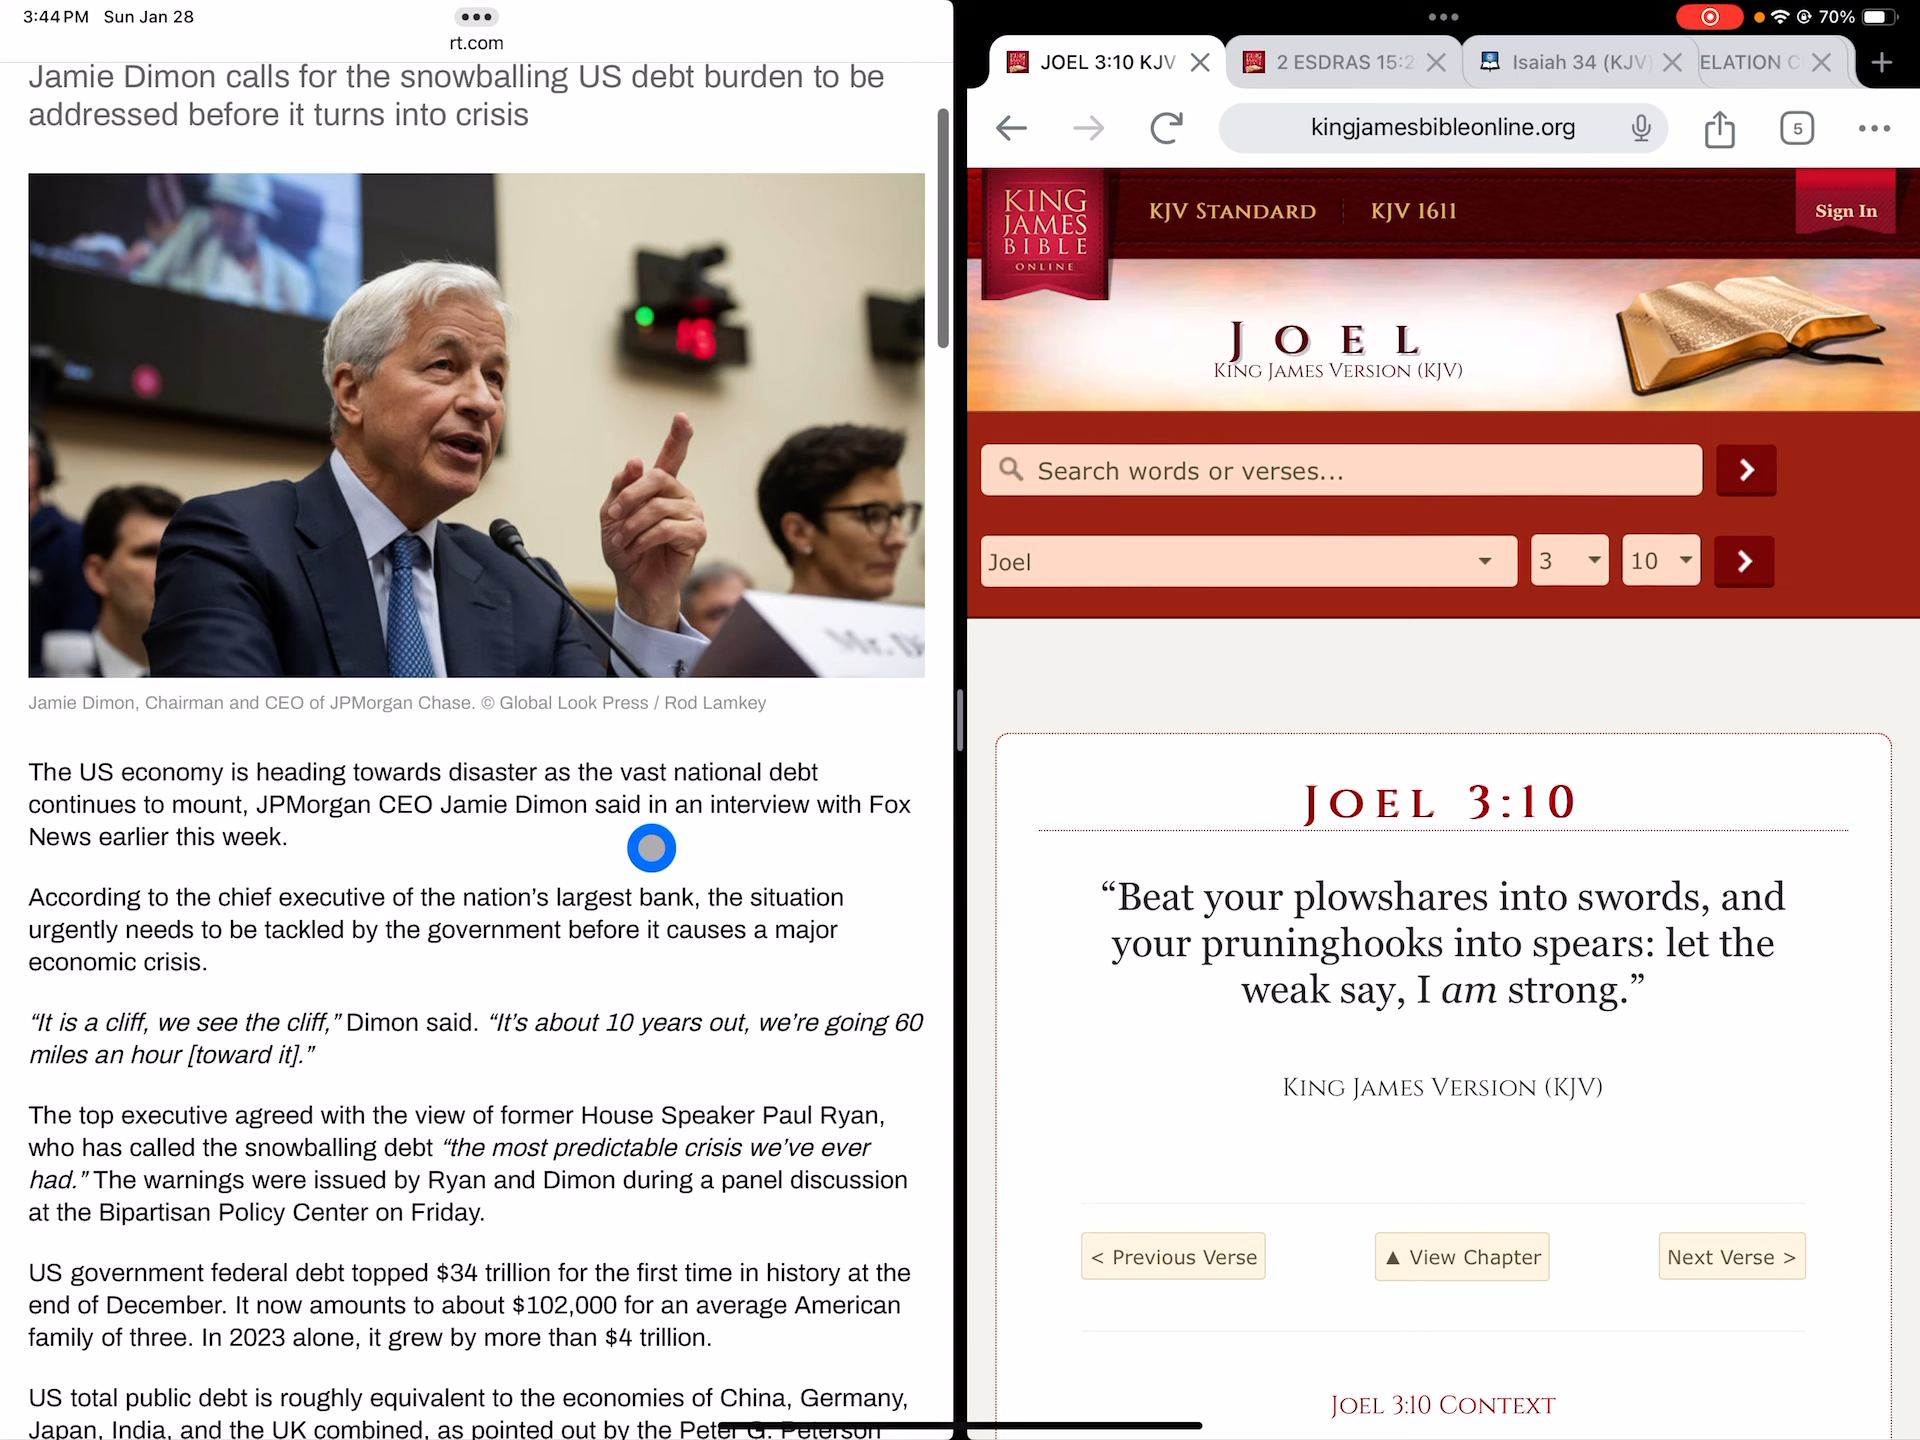 3:44 PM Sun Jan 28
rt.com
Jamie Dimon calls for the snowballing US debt burden to be
addressed before it turns into crisis
Jamie Dimon, Chairman and CEO of JPMorgan Chase. © Global Look Press / Rod Lamkey
The US economy is heading towards disaster as the vast national debt
continues to mount, JPMorgan CEO Jamie Dimon said in an interview with Fox
News earlier this week.
According to the chief executive of the nation’s largest bank, the situation
urgently needs to be tackled by the government before it causes a major
economic crisis.
“It is a cliff, we see the cliff,” Dimon said. “It’s about 10 years out, we’re going 60
miles an hour [toward it].”
The top executive agreed with the view of former House Speaker Paul Ryan,
who has called the snowballing debt “the most predictable crisis we’ve ever
had.” The warnings were issued by Ryan and Dimon during a panel discussion
at the Bipartisan Policy Center on Friday.
US government federal debt topped $34 trillion for the first time in history at the
end of December. It now amounts to about $102,000 for an average American
family of three. In 2023 alone, it grew by more than $4 trillion.
US total public debt is roughly equivalent to the economies of China, Germany,
Japan, India, and the UK combined, as pointed out by the Peter G. Peterson
70%
JOEL 3:10 KJV
2 ESDRAS 15:2
Isaiah 34 (KJV)
ELATION C
kingjamesbibleonline.org
5
KING
JAMES
BIBLE
ONLINE
KJV STANDARD
KJV 1611
Sign In
JOEL
KING JAMES VERSION (KJV)
Search words or verses...
Joel
3
10
JOEL 3:10
“Beat your plowshares into swords, and
your pruninghooks into spears: let the
weak say, I am strong.”
KING JAMES VERSION (KJV)
< Previous Verse
▲ View Chapter
Next Verse >
JOEL 3:10 CONTEXT